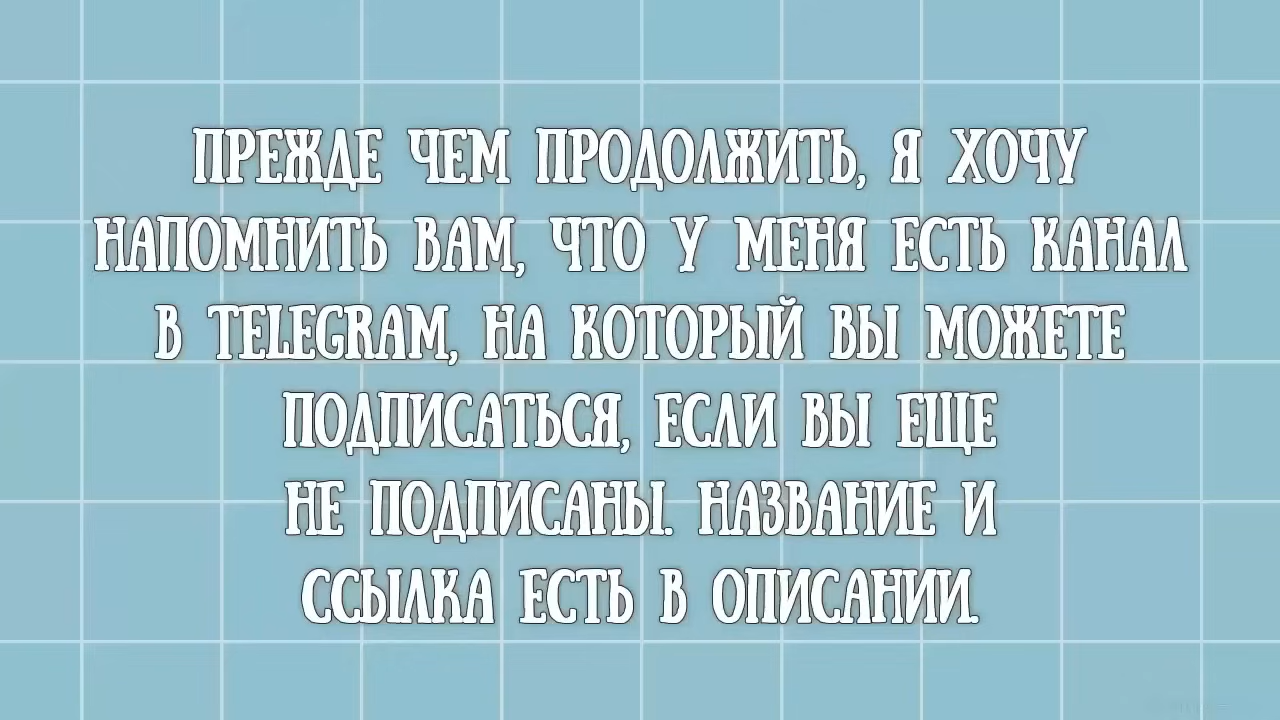 ПРЕЖДЕ ЧЕМ ПРОДОЛЖИТЬ, Я ХОЧУ
НАПОМНИТЬ ВАМ, ЧТО У МЕНЯ ЕСТЬ КАНАЛ
В TELEGRAM, НА КОТОРЫЙ ВЫ МОЖЕТЕ
ПОДПИСАТЬСЯ, ЕСЛИ ВЫ ЕЩЕ
НЕ ПОДПИСАНЫ. НАЗВАНИЕ И
ССЫЛКА ЕСТЬ В ОПИСАНИИ.